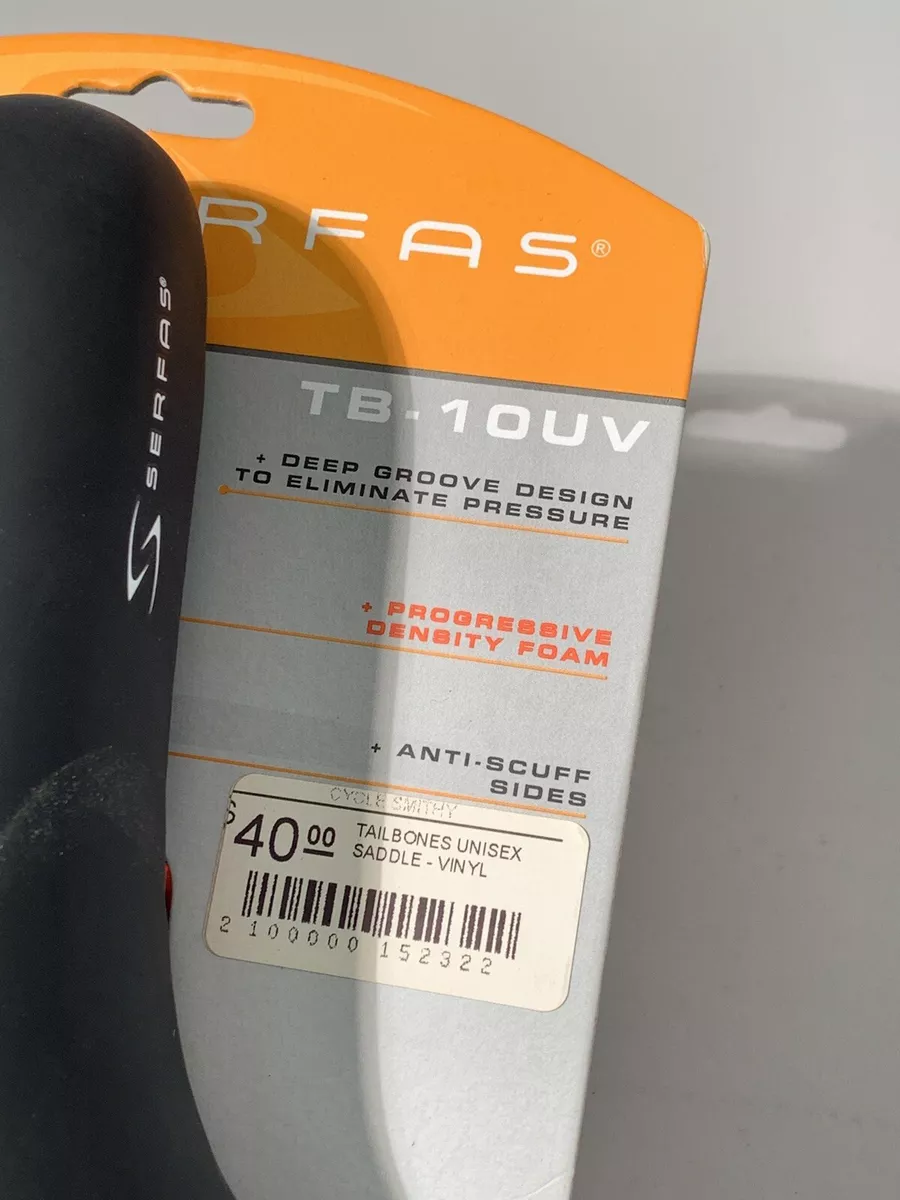 ERFAS®
SERFAS®
TB-10UV
+ DEEP GROOVE DESIGN
TO ELIMINATE PRESSURE
+ PROGRESSIVE
DENSITY FOAM
+ ANTI-SCUFF
SIDES
CYCLE SMITHY
$40.00
TAILBONES UNISEX
SADDLE - VINYL
2 100000 152322